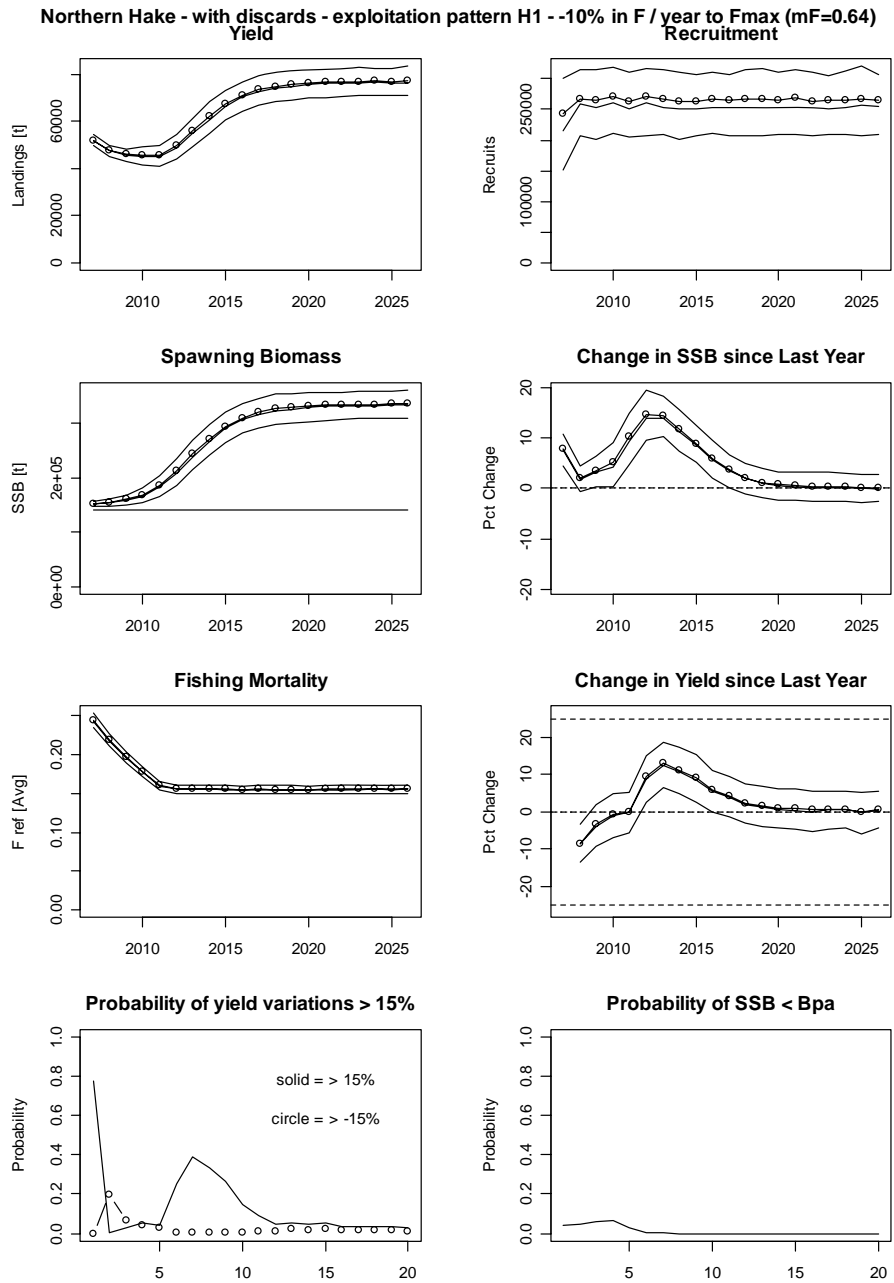 Northern Hake - with discards - exploitation pattern H1 - -10% in F / year to Fmax (mF=0.64)
Yield
Landings [t]
0 20000 60000
2010 2015 2020 2025
Recruitment
Recruits
0 100000 250000
2010 2015 2020 2025
Spawning Biomass
SSB [t]
0e+00 2e+05
2010 2015 2020 2025
Change in SSB since Last Year
Pct Change
-20 -10 0 10 20
2010 2015 2020 2025
Fishing Mortality
F ref [Avg]
0.00 0.10 0.20
2010 2015 2020 2025
Change in Yield since Last Year
Pct Change
-20 -10 0 10 20
2010 2015 2020 2025
Probability of yield variations > 15%
Probability
0.0 0.2 0.4 0.6 0.8 1.0
solid = > 15%
circle = > -15%
5 10 15 20
Probability of SSB < Bpa
Probability
0.0 0.2 0.4 0.6 0.8 1.0
5 10 15 20